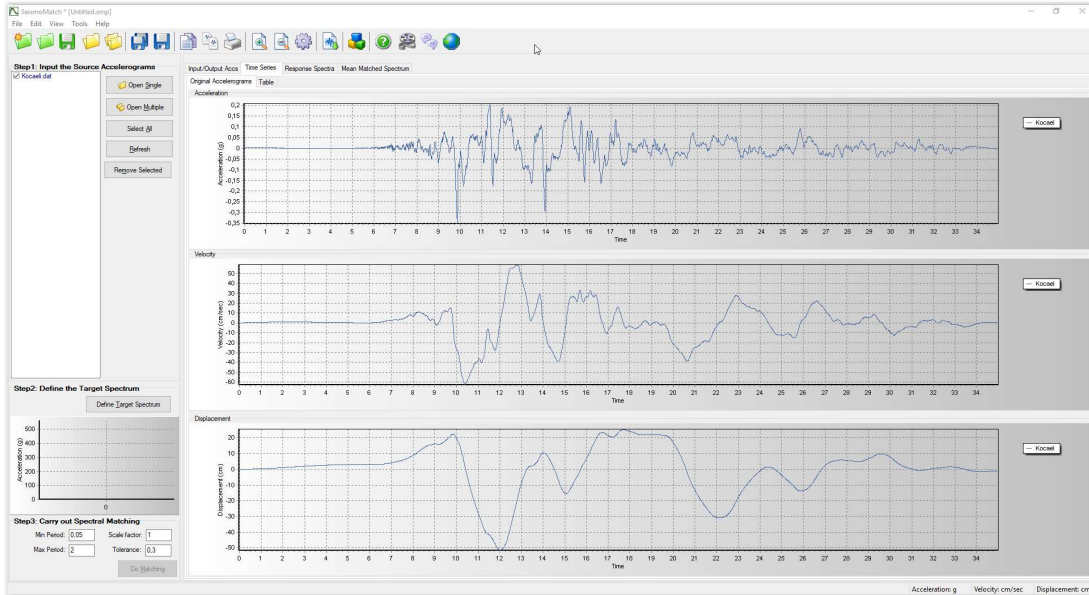 SeismoMatch * [Untitled.smp]
File Edit View Tools Help
Step1: Input the Source Accelerograms
Kocaeli.dat
Open Single
Open Multiple
Select All
Refresh
Remove Selected
Step2: Define the Target Spectrum
Define Target Spectrum
Acceleration (g)
500
400
300
200
100
0
0
Step3: Carry out Spectral Matching
Min Period: 0,05 Scale factor: 1
Max Period: 2 Tolerance: 0,3
Do Matching
Input/Output Accs Time Series Response Spectra Mean Matched Spectrum
Original Accelerograms Table
Acceleration
Acceleration (g)
0,2
0,15
0,1
0,05
0
-0,05
-0,1
-0,15
-0,2
-0,25
-0,3
-0,35
0 1 2 3 4 5 6 7 8 9 10 11 12 13 14 15 16 17 18 19 20 21 22 23 24 25 26 27 28 29 30 31 32 33 34
Time
Kocael
Velocity
Velocity (cm/sec)
50
40
30
20
10
0
-10
-20
-30
-40
-50
-60
0 1 2 3 4 5 6 7 8 9 10 11 12 13 14 15 16 17 18 19 20 21 22 23 24 25 26 27 28 29 30 31 32 33 34
Time
Kocael
Displacement
Displacement (cm)
20
10
0
-10
-20
-30
-40
-50
0 1 2 3 4 5 6 7 8 9 10 11 12 13 14 15 16 17 18 19 20 21 22 23 24 25 26 27 28 29 30 31 32 33 34
Time
Kocael
Acceleration: g Velocity: cm/sec Displacement: cm